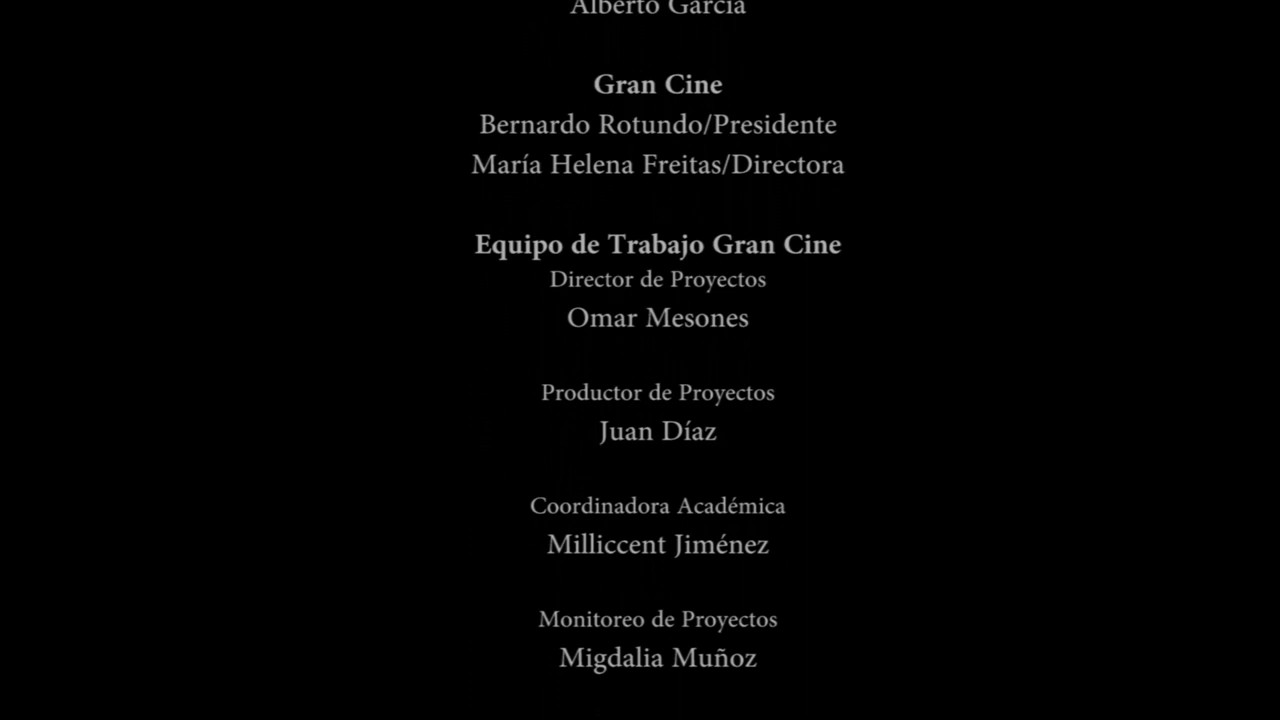 Alberto García
Gran Cine
Bernardo Rotundo/Presidente
María Helena Freitas/Directora
Equipo de Trabajo Gran Cine
Director de Proyectos
Omar Mesones
Productor de Proyectos
Juan Díaz
Coordinadora Académica
Milliccent Jiménez
Monitoreo de Proyectos
Migdalia Muñoz